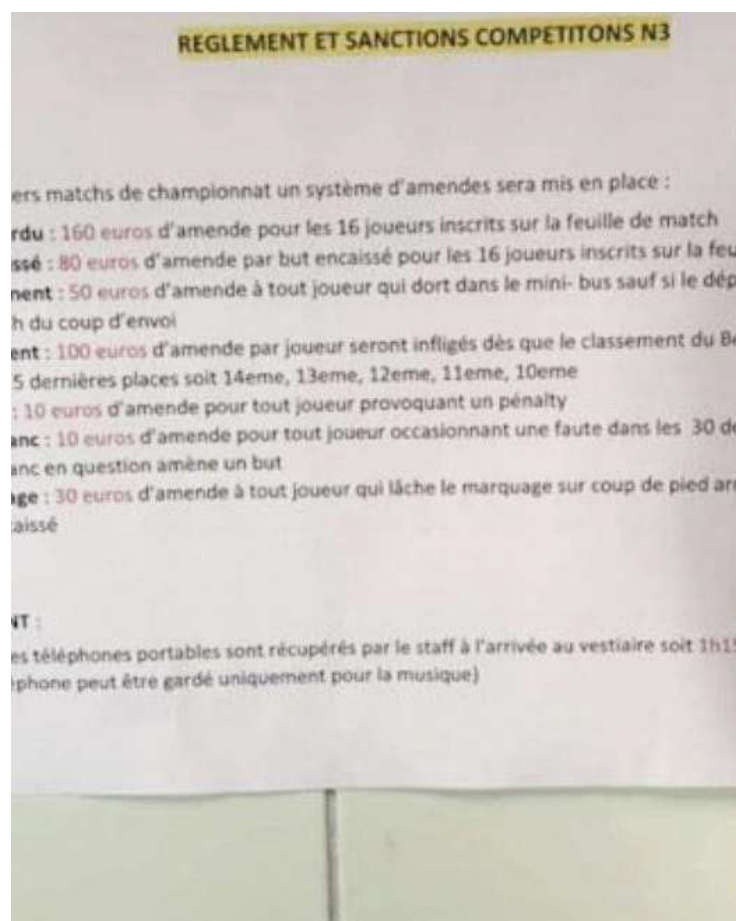 REGLEMENT ET SANCTIONS COMPETITONS N3
ers matchs de championnat un système d'amendes sera mis en place :
rdu : 160 euros d'amende pour les 16 joueurs inscrits sur la feuille de match
ssé : 80 euros d'amende par but encaissé pour les 16 joueurs inscrits sur la feu
nent : 50 euros d'amende à tout joueur qui dort dans le mini- bus sauf si le dép
h du coup d'envoi
ent : 100 euros d'amende par joueur seront infligés dès que le classement du Be
5 dernières places soit 14eme, 13eme, 12eme, 11eme, 10eme
: 10 euros d'amende pour tout joueur provoquant un pénalty
anc : 10 euros d'amende pour tout joueur occasionnant une faute dans les 30 de
anc en question amène un but
age : 30 euros d'amende à tout joueur qui lâche le marquage sur coup de pied arr
aissé
NT :
es téléphones portables sont récupérés par le staff à l'arrivée au vestiaire soit 1h15
éphone peut être gardé uniquement pour la musique)